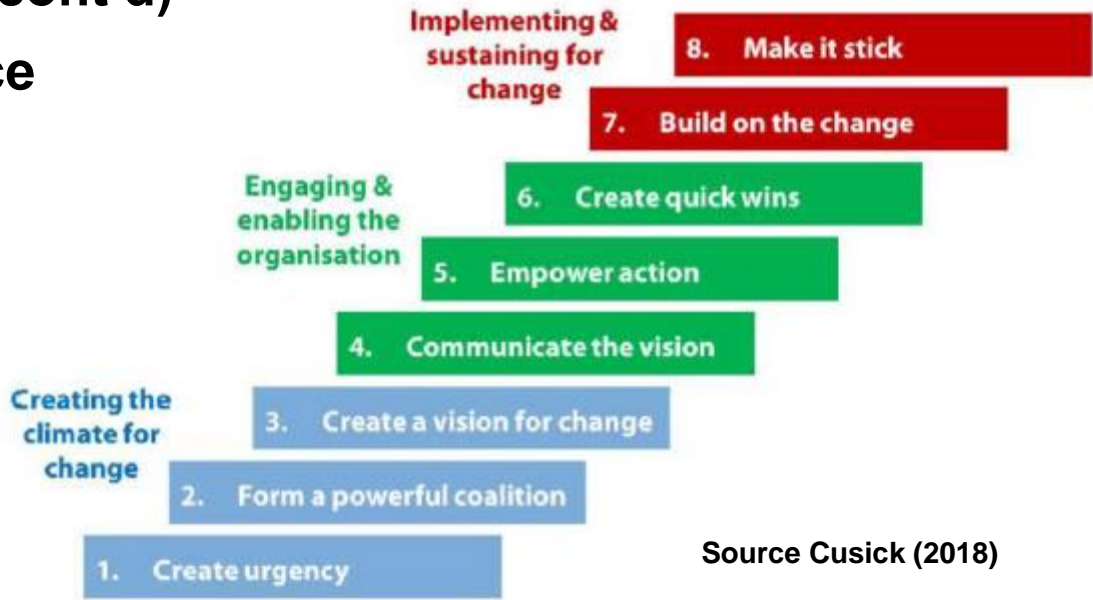 Implementing &
sustaining for
change
8. Make it stick
7. Build on the change
Engaging &
enabling the
organisation
6. Create quick wins
5. Empower action
4. Communicate the vision
Creating the
climate for
change
3. Create a vision for change
2. Form a powerful coalition
1. Create urgency
Source Cusick (2018)